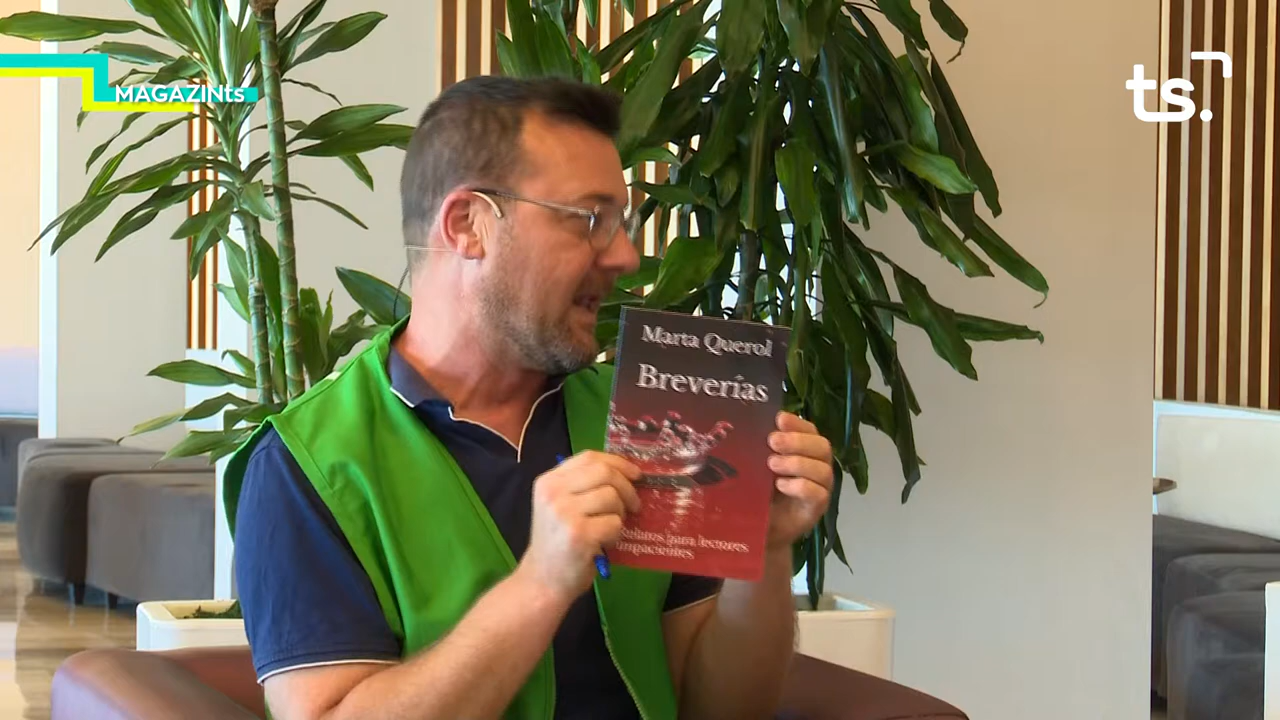 MAGAZINts
ts.
Marta Querol
Breverías
Relatos para lectores
impacientes